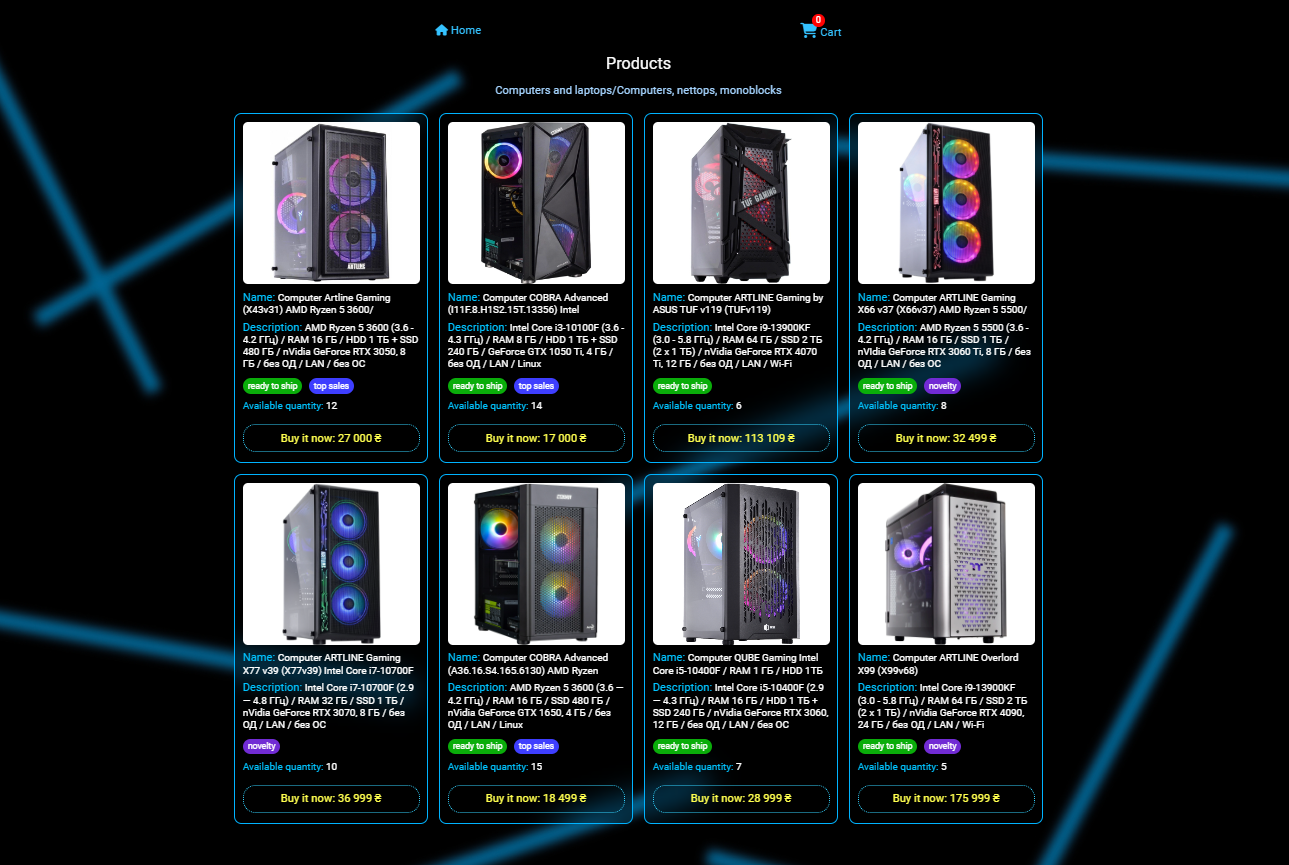 Home
0
Cart
Products
Computers and laptops/Computers, nettops, monoblocks
ARTLINE
Name: Computer Artline Gaming
(X43v31) AMD Ryzen 5 3600/
Description: AMD Ryzen 5 3600 (3.6 -
4.2 ГГц) / RAM 16 ГБ / HDD 1 ТБ + SSD
480 ГБ / nVidia GeForce RTX 3050, 8
ГБ / без ОД / LAN / без ОС
ready to ship top sales
Available quantity: 12
Buy it now: 27 000 ₴
Name: Computer COBRA Advanced
(I11F.8.H1S2.15T.13356) Intel
Description: Intel Core i3-10100F (3.6 -
4.3 ГГц) / RAM 8 ГБ / HDD 1 ТБ + SSD
240 ГБ / GeForce GTX 1050 Ti, 4 ГБ /
без ОД / LAN / Linux
ready to ship top sales
Available quantity: 14
Buy it now: 17 000 ₴
TUF GAMING
Name: Computer ARTLINE Gaming by
ASUS TUF v119 (TUFv119)
Description: Intel Core i9-13900KF
(3.0 - 5.8 ГГц) / RAM 64 ГБ / SSD 2 ТБ
(2 x 1 ТБ) / nVidia GeForce RTX 4070
Ti, 12 ГБ / без ОД / LAN / Wi-Fi
ready to ship
Available quantity: 6
Buy it now: 113 109 ₴
Name: Computer ARTLINE Gaming
X66 v37 (X66v37) AMD Ryzen 5 5500/
Description: AMD Ryzen 5 5500 (3.6 -
4.2 ГГц) / RAM 16 ГБ / SSD 1 ТБ /
nVidia GeForce RTX 3060 Ti, 8 ГБ / без
ОД / LAN / без ОС
ready to ship novelty
Available quantity: 8
Buy it now: 32 499 ₴
Name: Computer ARTLINE Gaming
X77 v39 (X77v39) Intel Core i7-10700F
Description: Intel Core i7-10700F (2.9
— 4.8 ГГц) / RAM 32 ГБ / SSD 1 ТБ /
nVidia GeForce RTX 3070, 8 ГБ / без
ОД / LAN / без ОС
novelty
Available quantity: 10
Buy it now: 36 999 ₴
Name: Computer COBRA Advanced
(A36.16.S4.165.6130) AMD Ryzen
Description: AMD Ryzen 5 3600 (3.6 —
4.2 ГГц) / RAM 16 ГБ / SSD 480 ГБ /
nVidia GeForce GTX 1650, 4 ГБ / без
ОД / LAN / Linux
ready to ship top sales
Available quantity: 15
Buy it now: 18 499 ₴
Name: Computer QUBE Gaming Intel
Core i5-10400F / RAM 1 ГБ / HDD 1ТБ
Description: Intel Core i5-10400F (2.9
— 4.3 ГГц) / RAM 16 ГБ / HDD 1 ТБ +
SSD 240 ГБ / nVidia GeForce RTX 3060,
12 ГБ / без ОД / LAN / без ОС
ready to ship
Available quantity: 7
Buy it now: 28 999 ₴
Name: Computer ARTLINE Overlord
X99 (X99v68)
Description: Intel Core i9-13900KF
(3.0 - 5.8 ГГц) / RAM 64 ГБ / SSD 2 ТБ
(2 x 1 ТБ) / nVidia GeForce RTX 4090,
24 ГБ / без ОД / LAN / Wi-Fi
ready to ship novelty
Available quantity: 5
Buy it now: 175 999 ₴